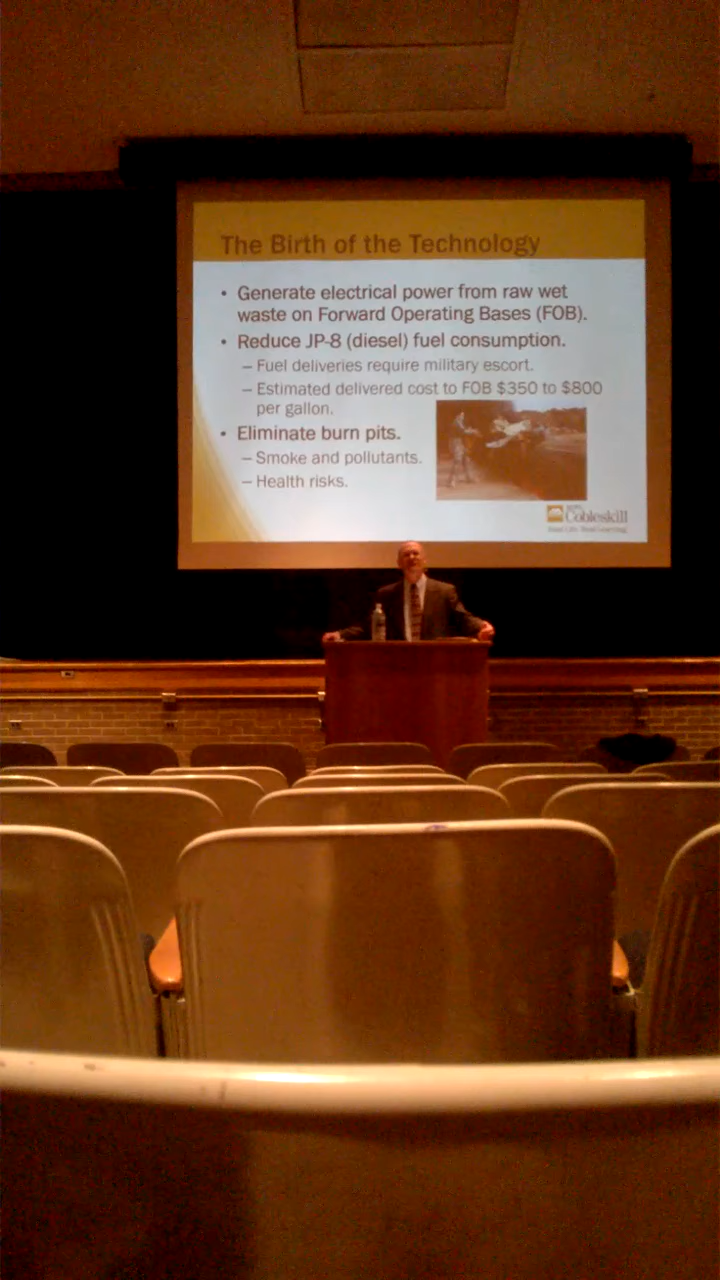 The Birth of the Technology
• Generate electrical power from raw wet
waste on Forward Operating Bases (FOB).
• Reduce JP-8 (diesel) fuel consumption.
– Fuel deliveries require military escort.
– Estimated delivered cost to FOB $350 to $800
per gallon.
• Eliminate burn pits.
– Smoke and pollutants.
– Health risks.
Cobleskill